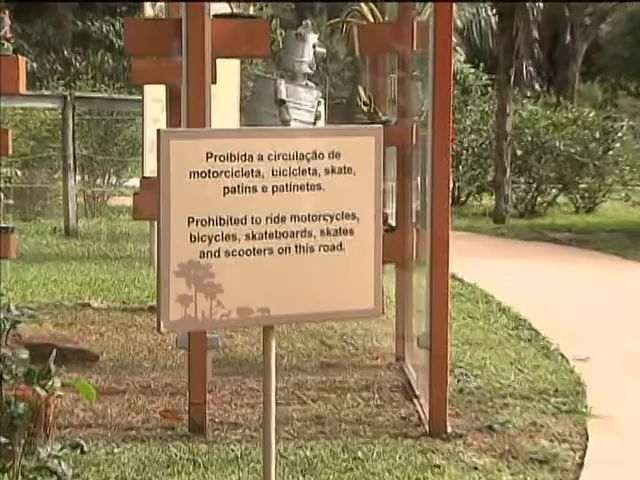 Proibida a circulação de
motorcicleta, bicicleta, skate,
patins e patinetes.
Prohibited to ride motorcycles,
bicycles, skateboards, skates
and scooters on this road.